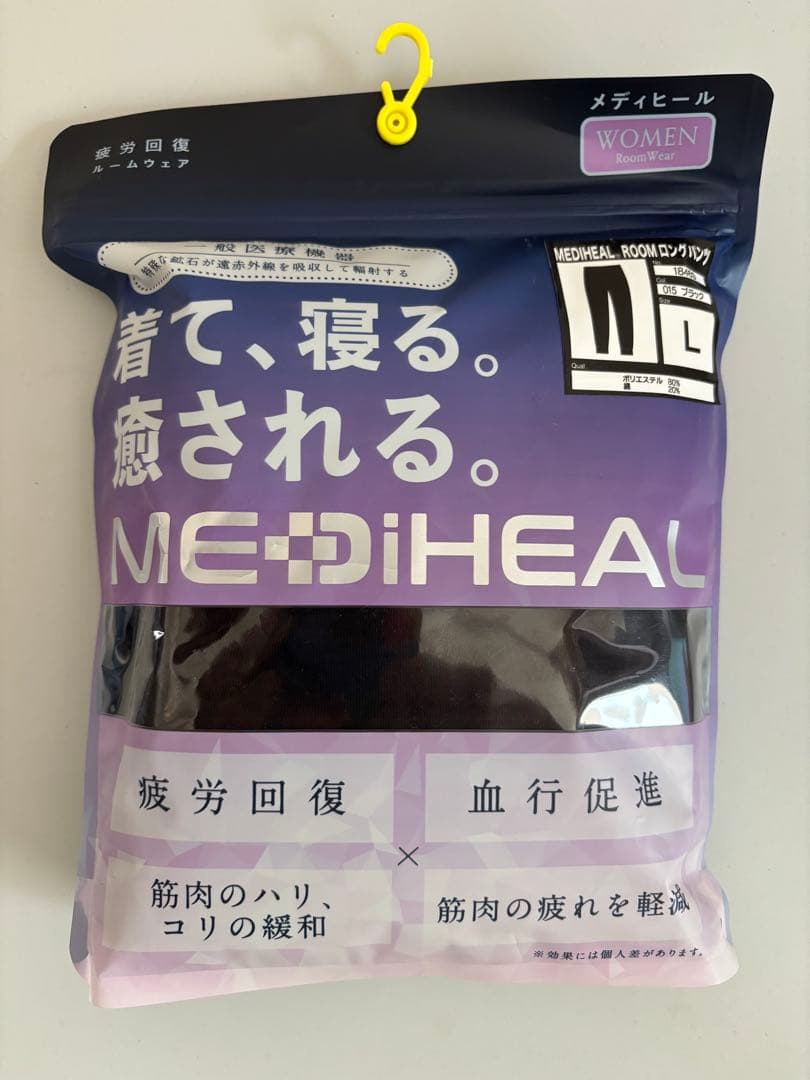 疲労回復
ルームウェア
メディヒール
WOMEN
RoomWear
一般医療機器
特殊な鉱石が遠赤外線を吸収して輻射する
MEDIHEAL ROOM ロングパンツ
Col. 015 ブラック
Size L
Qual
ポリエステル 80%
綿 20%
着て、寝る。
癒される。
MEDiHEAL
疲労回復
血行促進
×
筋肉のハリ、
コリの緩和
筋肉の疲れを軽減
※効果には個人差があります。